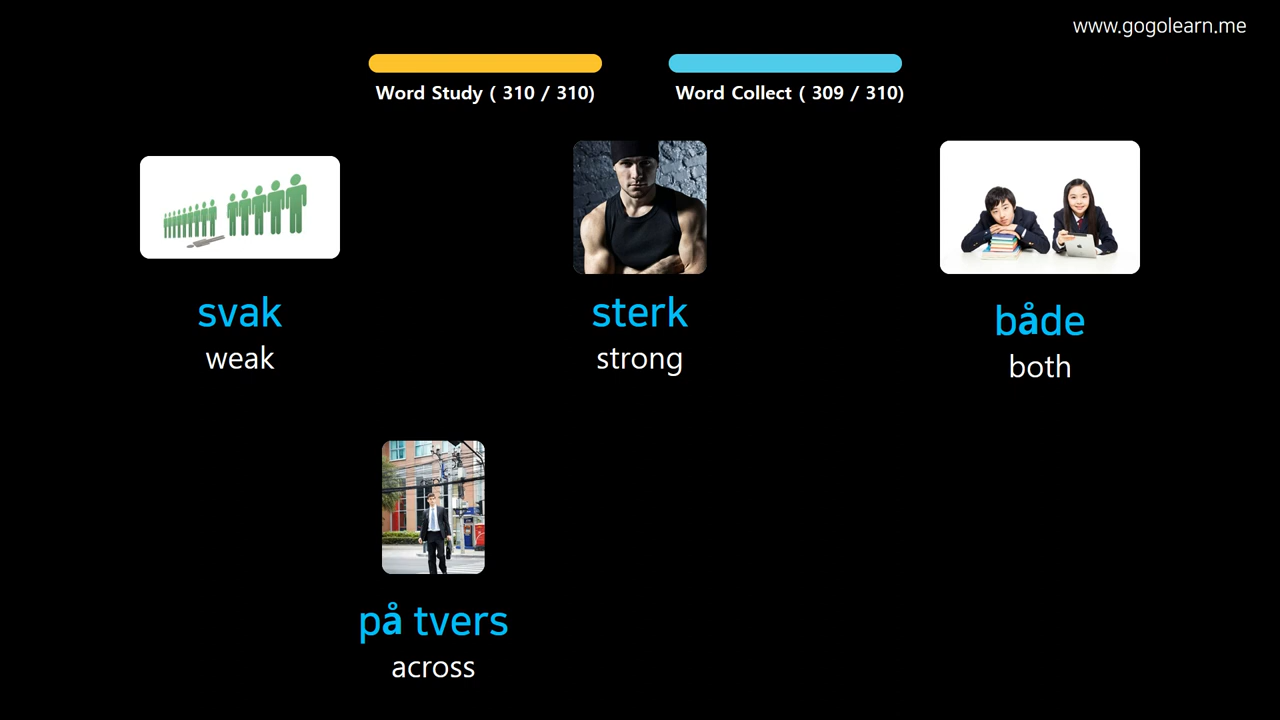 www.gogolearn.me
Word Study ( 310 / 310)
Word Collect ( 309 / 310)
svak
weak
sterk
strong
både
both
på tvers
across